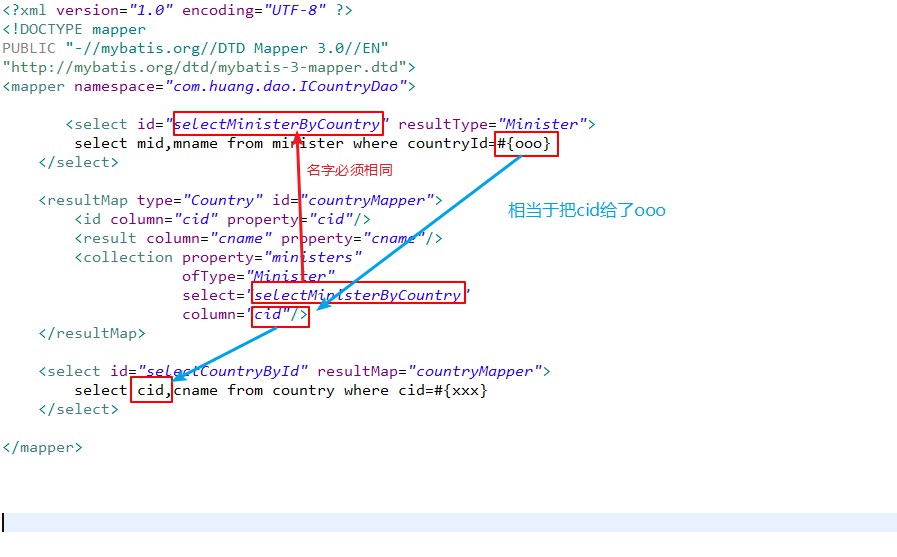 <?xml version="1.0" encoding="UTF-8" ?>
<!DOCTYPE mapper
PUBLIC "-//mybatis.org//DTD Mapper 3.0//EN"
"http://mybatis.org/dtd/mybatis-3-mapper.dtd">
<mapper namespace="com.huang.dao.ICountryDao">
<select id="selectMinisterByCountry" resultType="Minister">
select mid,mname from minister where countryId=#{ooo}
</select>
名字必须相同
<resultMap type="Country" id="countryMapper">
相当于把cid给了ooo
<id column="cid" property="cid"/>
<result column="cname" property="cname"/>
<collection property="ministers"
ofType="Minister"
select="selectMinisterByCountry"
column="cid"/>
</resultMap>
<select id="selectCountryById" resultMap="countryMapper">
select cid,cname from country where cid=#{xxx}
</select>
</mapper>